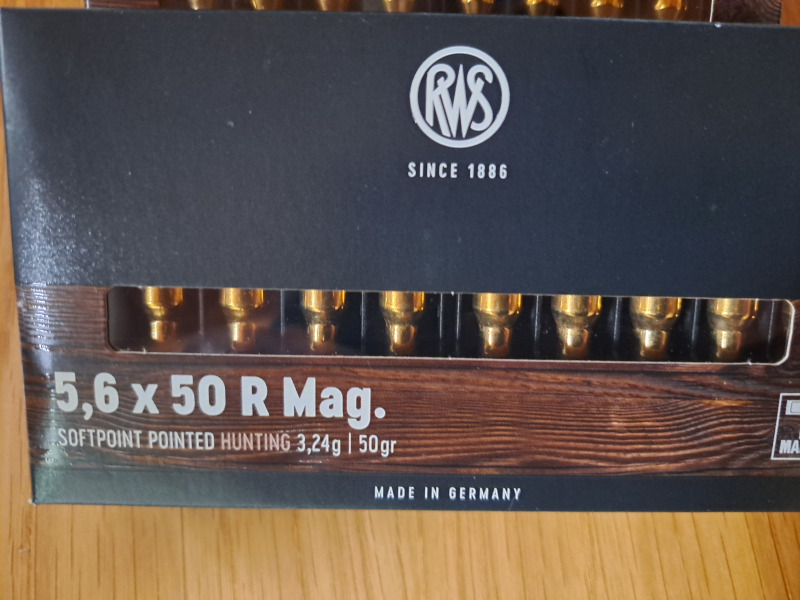 RWS
SINCE 1886
5,6 x 50 R Mag.
SOFTPOINT POINTED HUNTING 3,24g | 50gr
MADE IN GERMANY